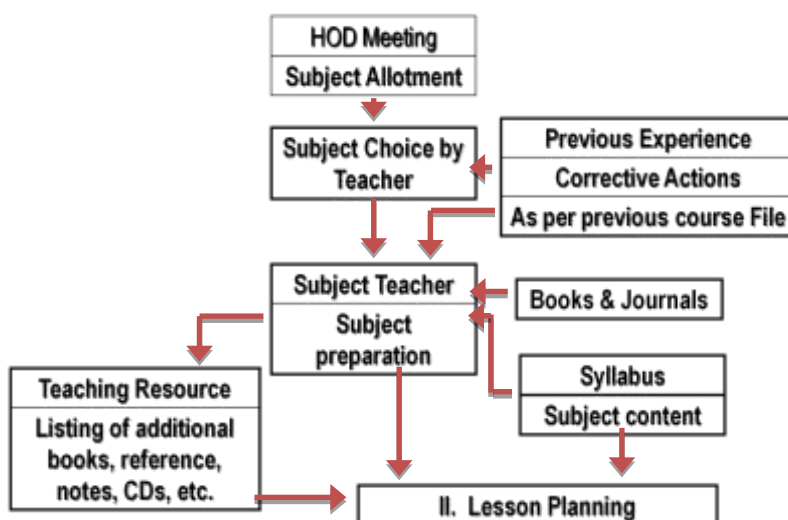 HOD Meeting
Subject Allotment
Subject Choice by
Teacher
Previous Experience
Corrective Actions
As per previous course File
Subject Teacher
Subject
preparation
Books & Journals
Syllabus
Subject content
Teaching Resource
Listing of additional
books, reference,
notes, CDs, etc.
II. Lesson Planning